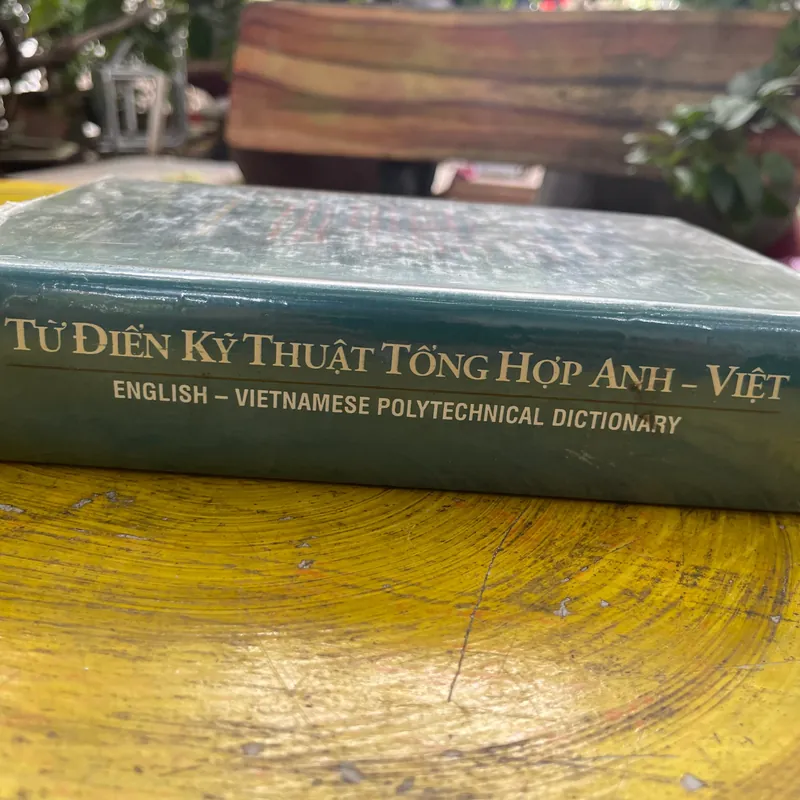 TỪ ĐIỂN KỸ THUẬT TỔNG HỢP ANH – VIỆT
ENGLISH – VIETNAMESE POLYTECHNICAL DICTIONARY